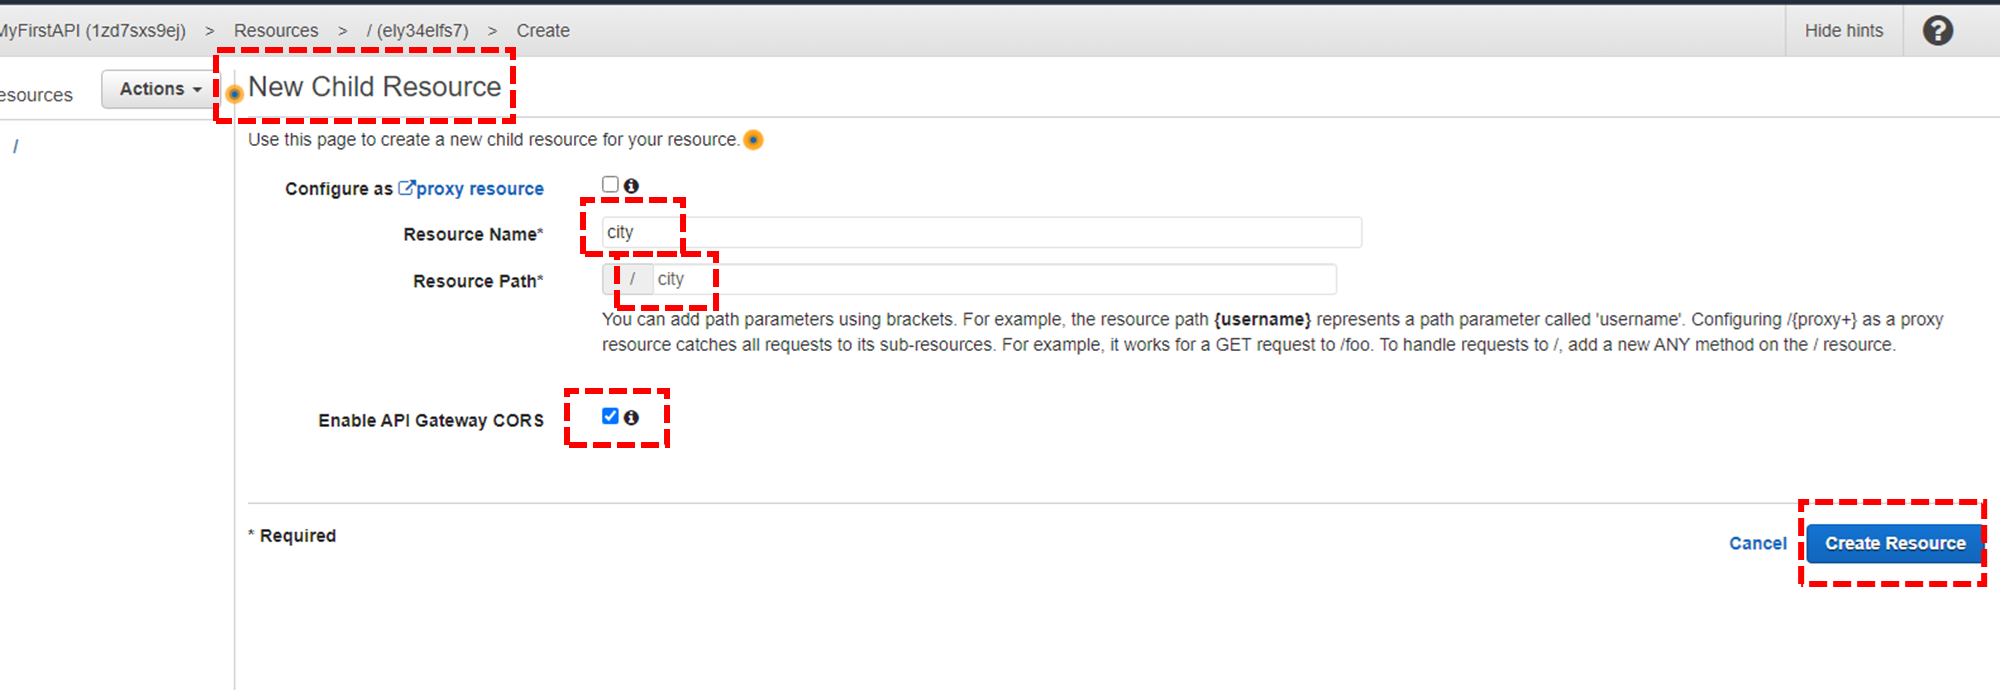 MyFirstAPI (1zd7sxs9ej) > Resources > / (ely34elfs7) > Create Hide hints ?
esources Actions New Child Resource
/
Use this page to create a new child resource for your resource.
Configure as proxy resource
Resource Name* city
Resource Path* / city
You can add path parameters using brackets. For example, the resource path {username} represents a path parameter called 'username'. Configuring /{proxy+} as a proxy
resource catches all requests to its sub-resources. For example, it works for a GET request to /foo. To handle requests to /, add a new ANY method on the / resource.
Enable API Gateway CORS
* Required
Cancel Create Resource